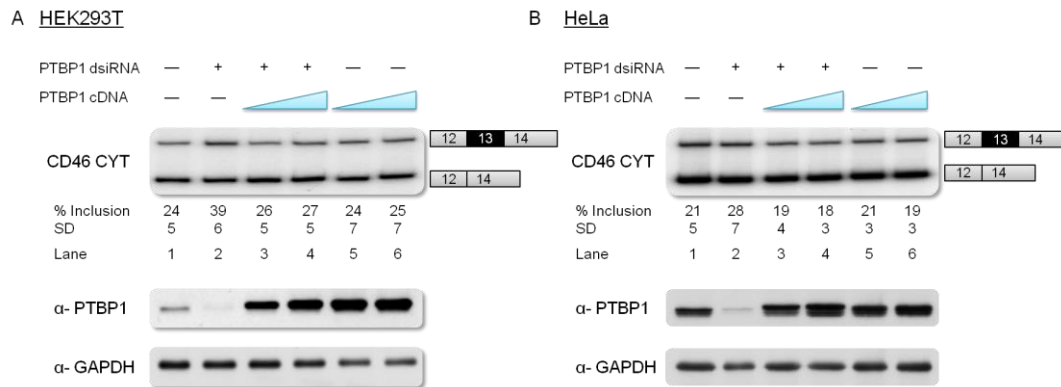 A HEK293T
PTBP1 dsiRNA — + + + — —
PTBP1 cDNA — —
CD46 CYT
12 13 14
12 14
% Inclusion 24 39 26 27 24 25
SD 5 6 5 5 7 7
Lane 1 2 3 4 5 6
α- PTBP1
α- GAPDH
B HeLa
PTBP1 dsiRNA — + + + — —
PTBP1 cDNA — —
CD46 CYT
12 13 14
12 14
% Inclusion 21 28 19 18 21 19
SD 5 7 4 3 3 3
Lane 1 2 3 4 5 6
α- PTBP1
α- GAPDH